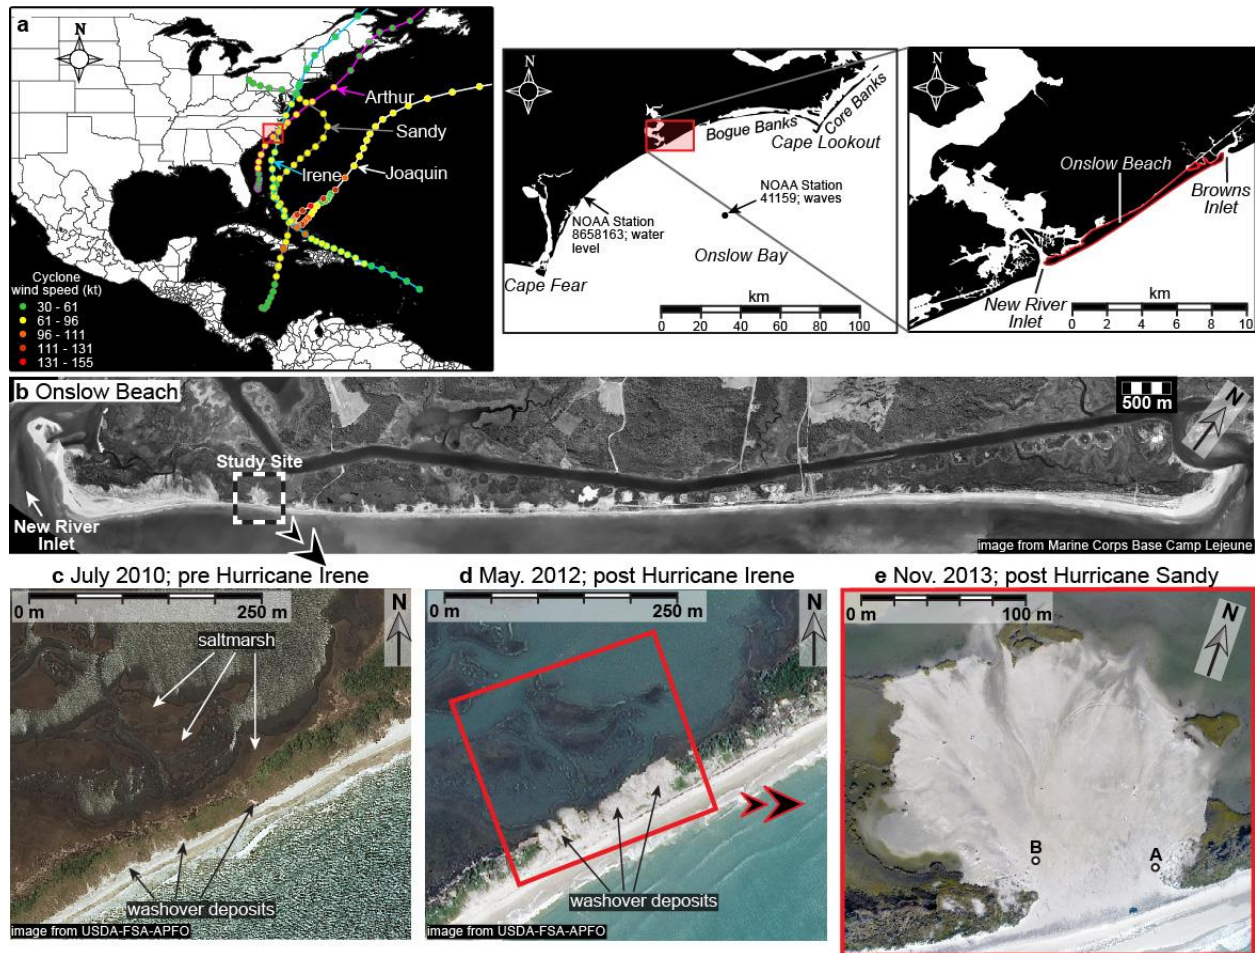 a
N
Arthur
Sandy
Irene
Joaquin
Cyclone
wind speed (kt)
30 - 61
61 - 96
96 - 111
111 - 131
131 - 155
N
Bogue Banks
Core Banks
Cape Lookout
NOAA Station
41159; waves
NOAA Station
8658163; water
level
Onslow Bay
Cape Fear
km
0 20 40 60 80 100
N
Onslow Beach
Browns
Inlet
New River
Inlet
km
0 2 4 6 8 10
b Onslow Beach
500 m
N
Study Site
New River
Inlet
image from Marine Corps Base Camp Lejeune
c July 2010; pre Hurricane Irene
0 m 250 m
N
saltmarsh
washover deposits
image from USDA-FSA-APFO
d May. 2012; post Hurricane Irene
0 m 250 m
N
washover deposits
image from USDA-FSA-APFO
e Nov. 2013; post Hurricane Sandy
0 m 100 m
N
B
A